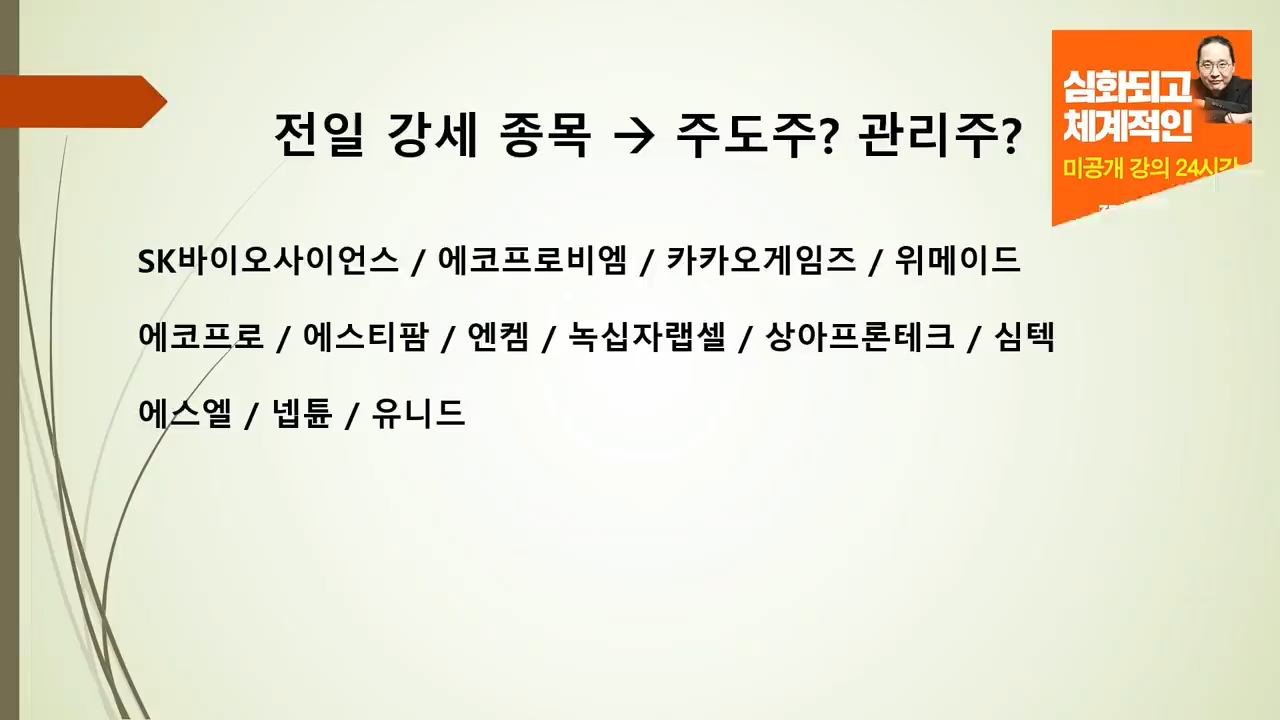 전일 강세 종목 → 주도주? 관리주?
심화되고
체계적인
미공개 강의 24시간
SK바이오사이언스 / 에코프로비엠 / 카카오게임즈 / 위메이드
에코프로 / 에스티팜 / 엔켐 / 녹십자랩셀 / 상아프론테크 / 심텍
에스엘 / 넵튠 / 유니드